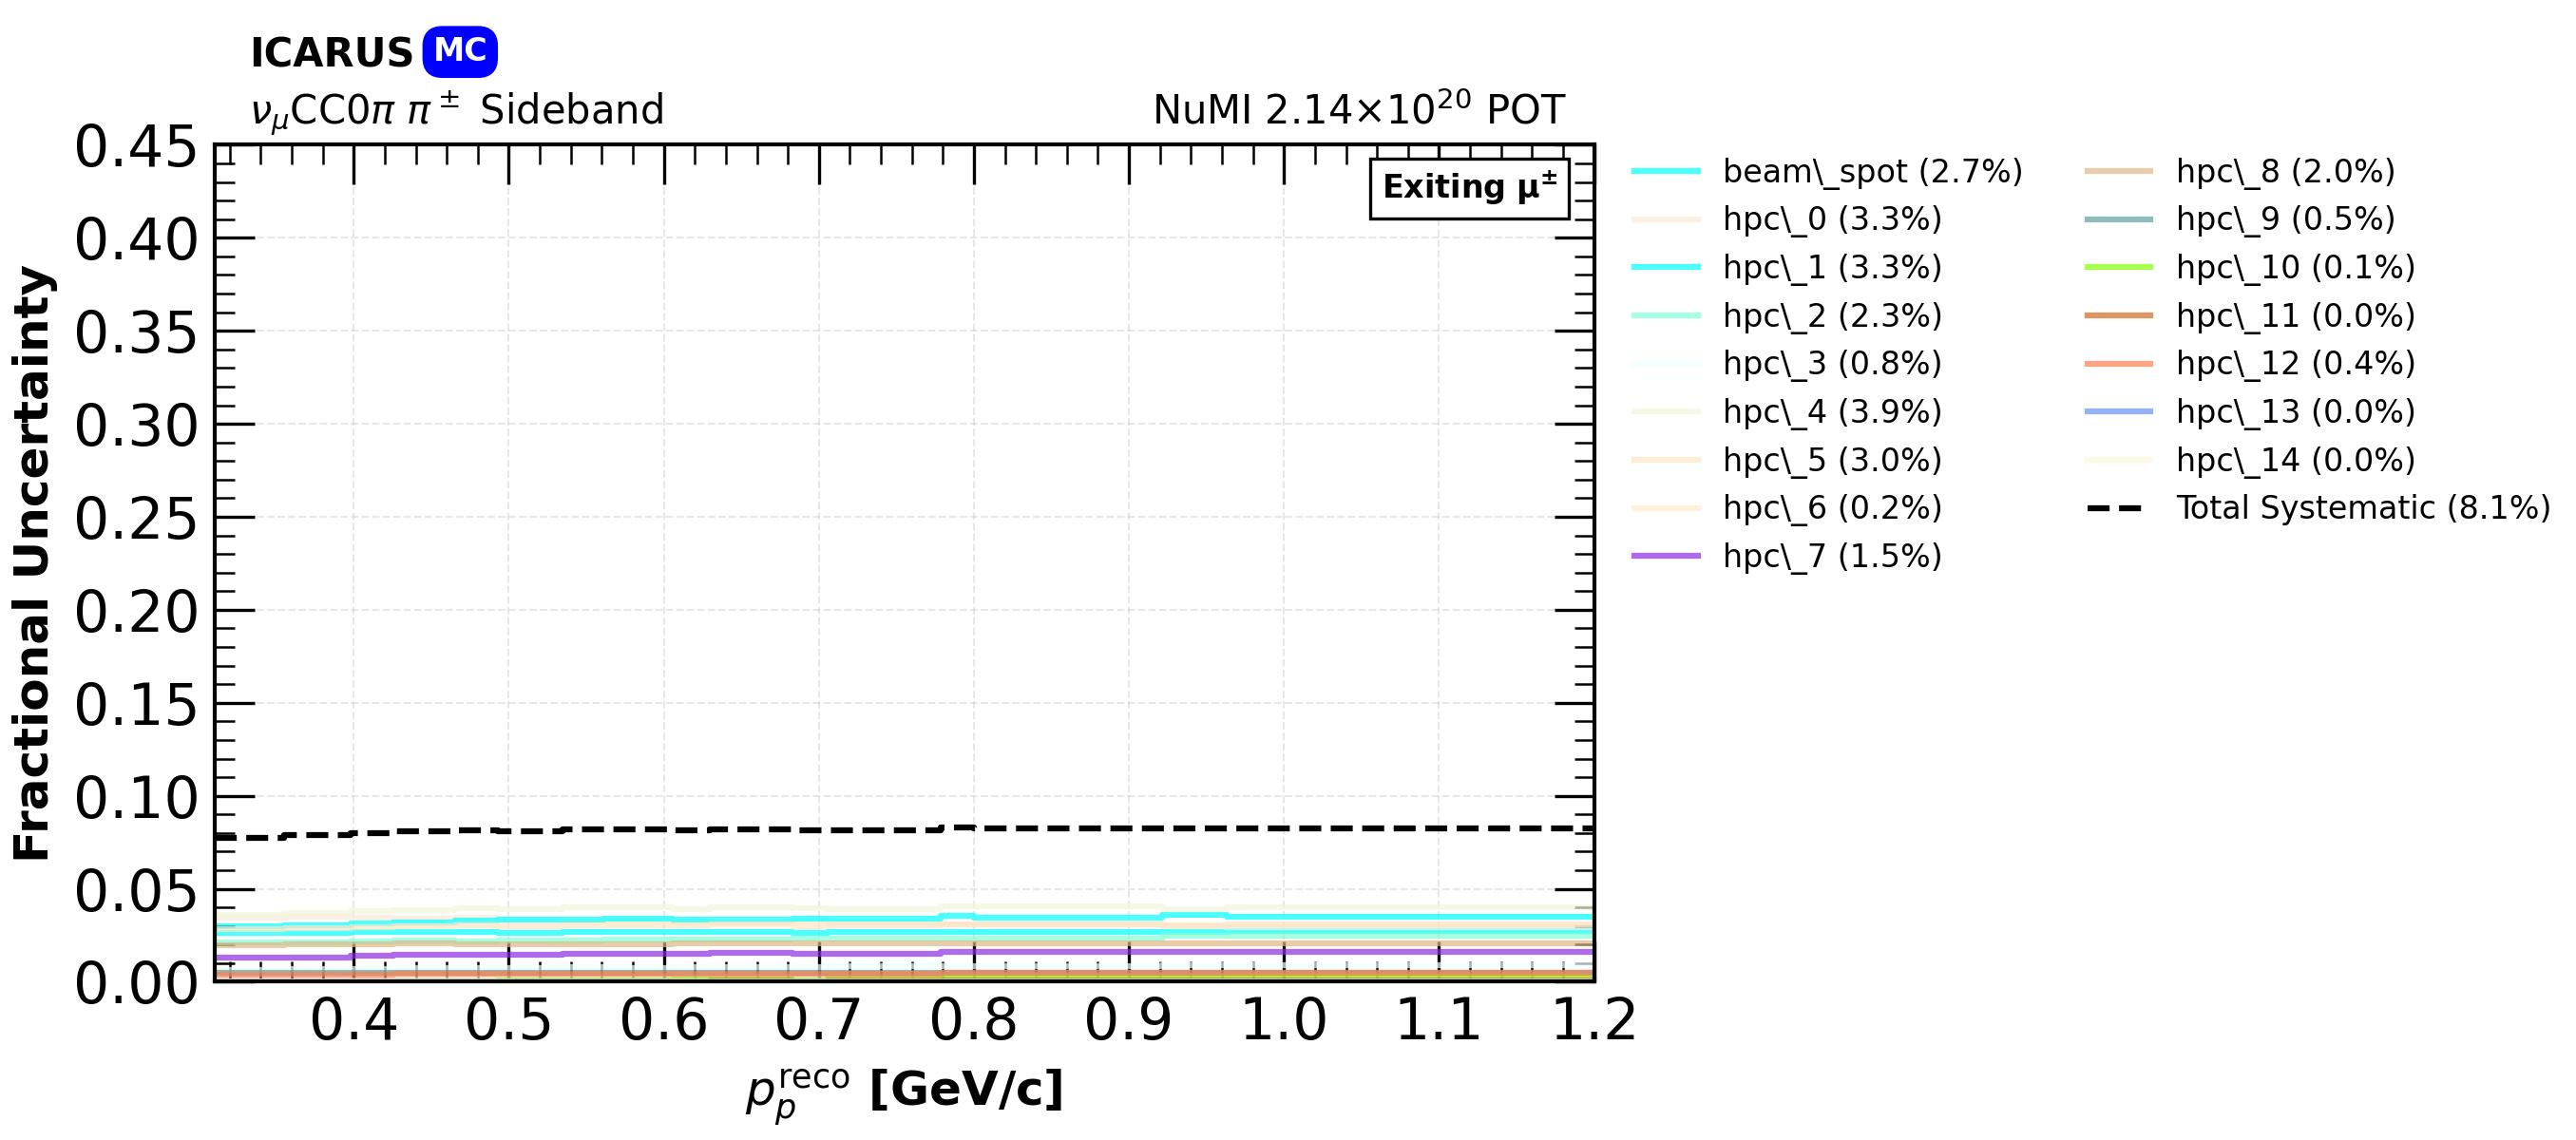 ICARUS MC
νμCC0π π± Sideband
NuMI 2.14×10²⁰ POT
Exiting μ±
Fractional Uncertainty
0.45
0.40
0.35
0.30
0.25
0.20
0.15
0.10
0.05
0.00
0.4 0.5 0.6 0.7 0.8 0.9 1.0 1.1 1.2
p_p^reco [GeV/c]
beam\_spot (2.7%)
hpc\_0 (3.3%)
hpc\_1 (3.3%)
hpc\_2 (2.3%)
hpc\_3 (0.8%)
hpc\_4 (3.9%)
hpc\_5 (3.0%)
hpc\_6 (0.2%)
hpc\_7 (1.5%)
hpc\_8 (2.0%)
hpc\_9 (0.5%)
hpc\_10 (0.1%)
hpc\_11 (0.0%)
hpc\_12 (0.4%)
hpc\_13 (0.0%)
hpc\_14 (0.0%)
Total Systematic (8.1%)